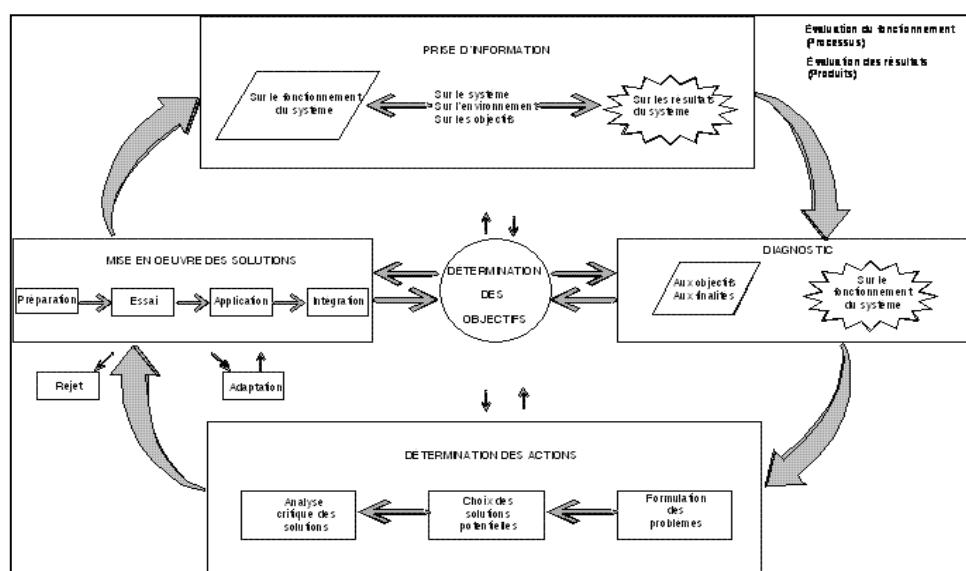 PRISE D'INFORMATION
Évaluation du fonctionnement
(Processus)
Évaluation des résultats
(Produits)
Sur le fonctionnement
du système
Sur le système
Sur l'environnement
Sur les objectifs
Sur les resultats
du système
MISE EN OEUVRE DES SOLUTIONS
Préparation
Essai
Application
Integration
Rejet
Adaptation
DETERMINATION
DES
OBJECTIFS
DIAGNOSTIC
Aux objectifs
Aux finalites
Sur le
fonctionnement
du système
DETERMINATION DES ACTIONS
Analyse
critique des
solutions
Choix des
solutions
potentielles
Formulation
des
problèmes